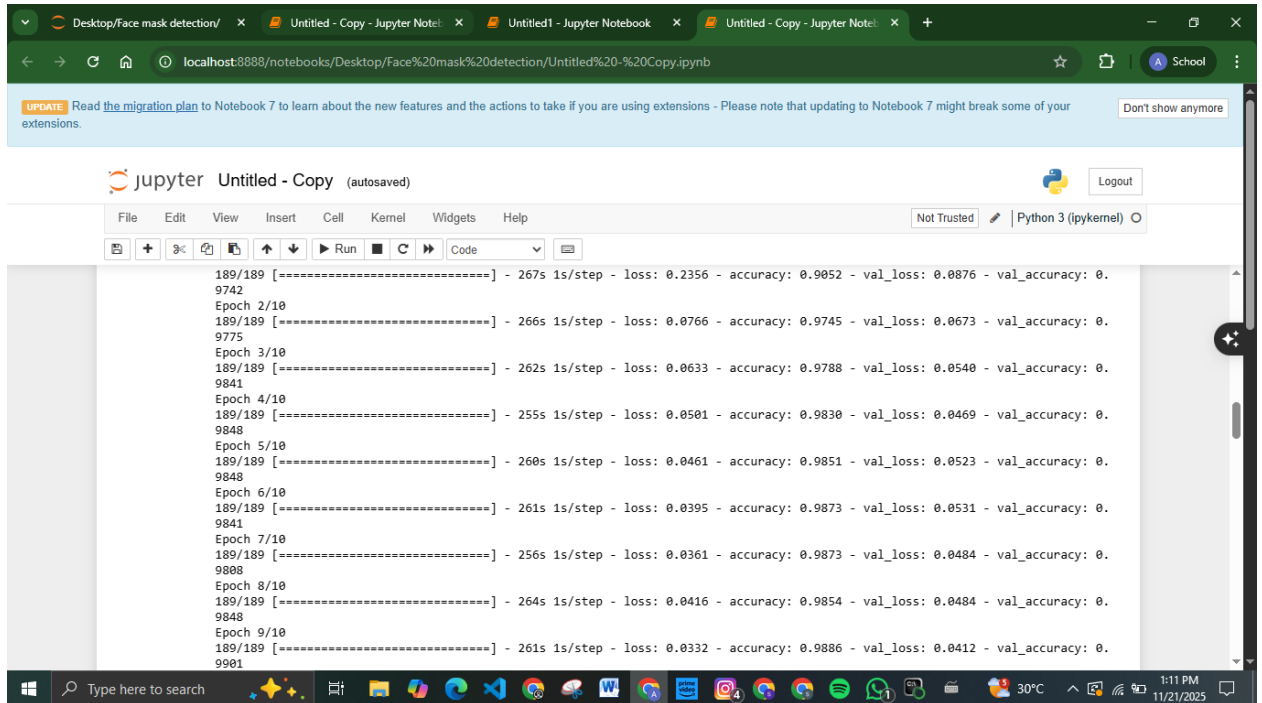 Desktop/Face mask detection/
Untitled - Copy - Jupyter Noteb
Untitled1 - Jupyter Notebook
Untitled - Copy - Jupyter Noteb
localhost:8888/notebooks/Desktop/Face%20mask%20detection/Untitled%20-%20Copy.ipynb
A School
UPDATE Read the migration plan to Notebook 7 to learn about the new features and the actions to take if you are using extensions - Please note that updating to Notebook 7 might break some of your
extensions.
Don't show anymore
jupyter Untitled - Copy (autosaved)
Logout
File Edit View Insert Cell Kernel Widgets Help
Not Trusted Python 3 (ipykernel)
Run Code
189/189 [==============================] - 267s 1s/step - loss: 0.2356 - accuracy: 0.9052 - val_loss: 0.0876 - val_accuracy: 0.
9742
Epoch 2/10
189/189 [==============================] - 266s 1s/step - loss: 0.0766 - accuracy: 0.9745 - val_loss: 0.0673 - val_accuracy: 0.
9775
Epoch 3/10
189/189 [==============================] - 262s 1s/step - loss: 0.0633 - accuracy: 0.9788 - val_loss: 0.0540 - val_accuracy: 0.
9841
Epoch 4/10
189/189 [==============================] - 255s 1s/step - loss: 0.0501 - accuracy: 0.9830 - val_loss: 0.0469 - val_accuracy: 0.
9848
Epoch 5/10
189/189 [==============================] - 260s 1s/step - loss: 0.0461 - accuracy: 0.9851 - val_loss: 0.0523 - val_accuracy: 0.
9848
Epoch 6/10
189/189 [==============================] - 261s 1s/step - loss: 0.0395 - accuracy: 0.9873 - val_loss: 0.0531 - val_accuracy: 0.
9841
Epoch 7/10
189/189 [==============================] - 256s 1s/step - loss: 0.0361 - accuracy: 0.9873 - val_loss: 0.0484 - val_accuracy: 0.
9808
Epoch 8/10
189/189 [==============================] - 264s 1s/step - loss: 0.0416 - accuracy: 0.9854 - val_loss: 0.0484 - val_accuracy: 0.
9848
Epoch 9/10
189/189 [==============================] - 261s 1s/step - loss: 0.0332 - accuracy: 0.9886 - val_loss: 0.0412 - val_accuracy: 0.
9901
Type here to search
30°C
1:11 PM
11/21/2025